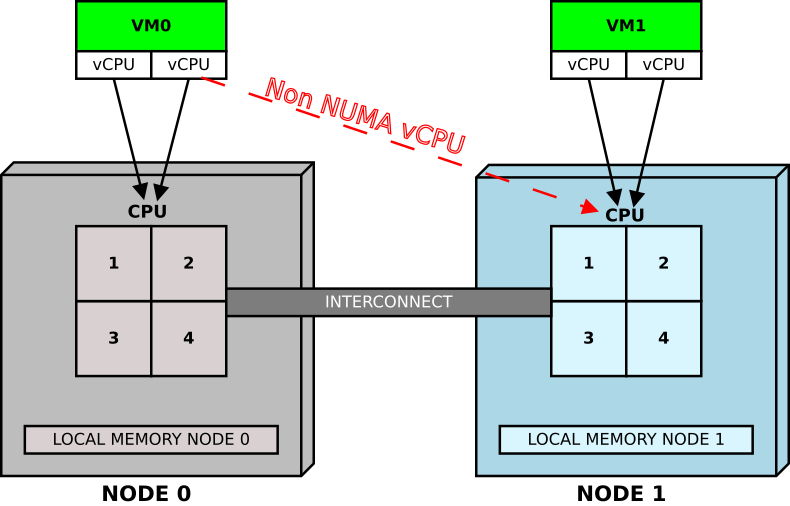 VM0
vCPU vCPU
VM1
vCPU vCPU
Non NUMA vCPU
CPU
1 2
3 4
CPU
1 2
3 4
INTERCONNECT
LOCAL MEMORY NODE 0
LOCAL MEMORY NODE 1
NODE 0
NODE 1